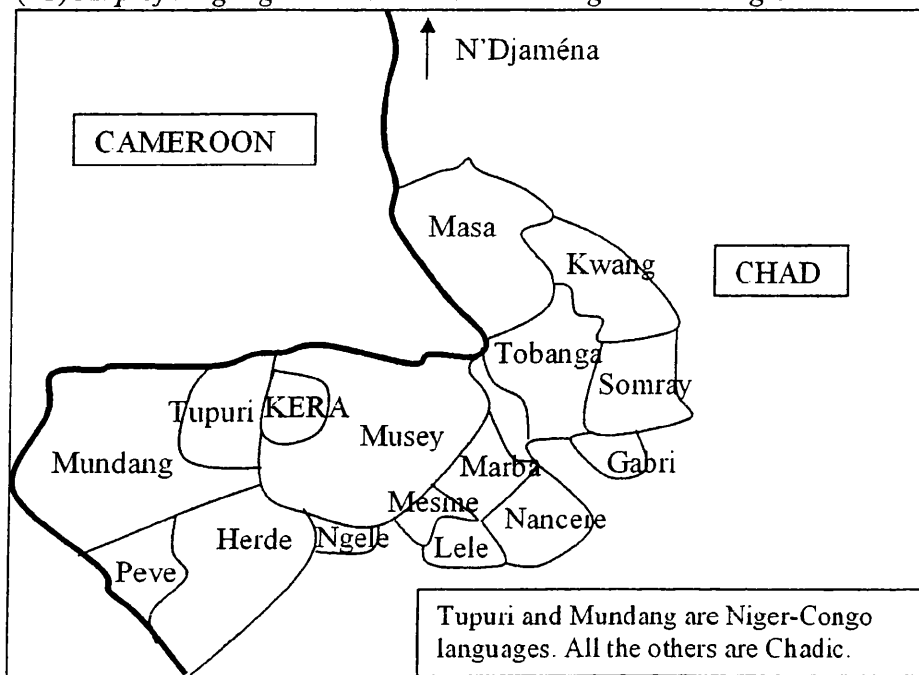 N'Djaména
CAMEROON
Masa
Kwang
CHAD
Tobanga
Somray
Tupuri
KERA
Musey
Mundang
Marba
Gabri
Mesme
Nancere
Herde
Ngele
Lele
Peve
Tupuri and Mundang are Niger-Congo
languages. All the others are Chadic.